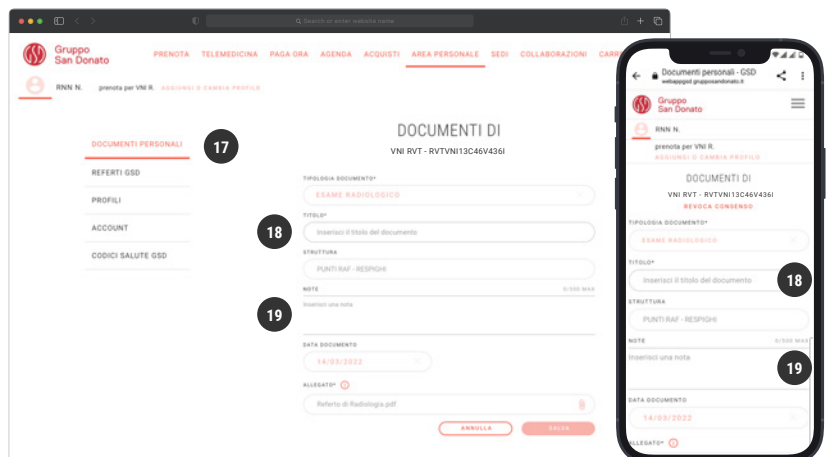 Search or enter website name
Gruppo
San Donato
PRENOTA TELEMEDICINA PAGA ORA AGENDA ACQUISTI AREA PERSONALE SEDI COLLABORAZIONI CARR
RNN N. prenota per VNI R. AGGIUNGI O CAMBIA PROFILO
DOCUMENTI PERSONALI
17
REFERTI GSD
PROFILI
ACCOUNT
CODICI SALUTE GSD
DOCUMENTI DI
VNI RVT - RVTVNI13C46V436I
TIPOLOGIA DOCUMENTO*
ESAME RADIOLOGICO
TITOLO*
18
Inserisci il titolo del documento
STRUTTURA
PUNTI RAF - RESPIGHI
NOTE 0/500 MAX
19
Inserisci una nota
DATA DOCUMENTO
14/03/2022
ALLEGATO*
Referto di Radiologia.pdf
ANNULLA SALVA
Documenti personali - GSD
webappgsd.grupposandonato.it
Gruppo
San Donato
RNN N.
prenota per VNI R.
AGGIUNGI O CAMBIA PROFILO
DOCUMENTI DI
VNI RVT - RVTVNI13C46V436I
REVOCA CONSENSO
TIPOLOGIA DOCUMENTO*
ESAME RADIOLOGICO
TITOLO*
Inserisci il titolo del documento
18
STRUTTURA
PUNTI RAF - RESPIGHI
NOTE 0/500 MAX
Inserisci una nota
19
DATA DOCUMENTO
14/03/2022
ALLEGATO*